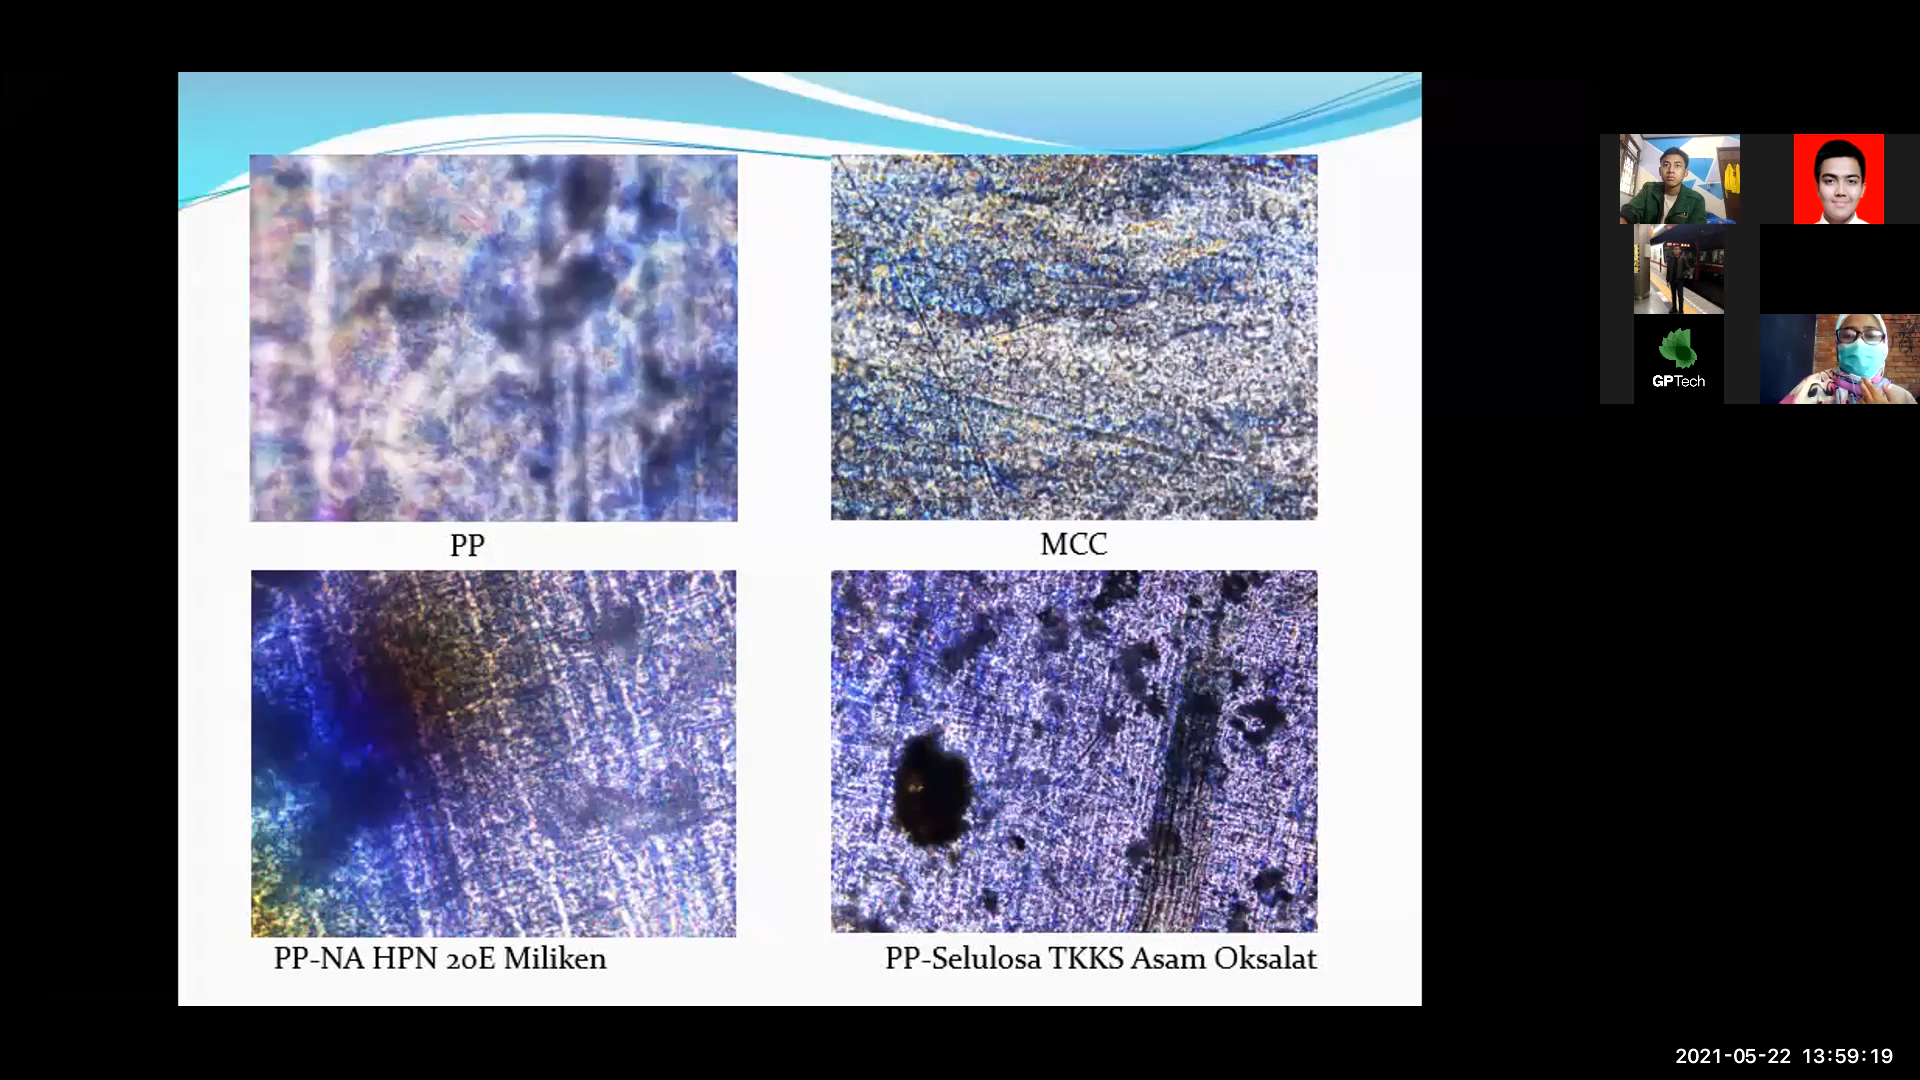 PP
MCC
PP-NA HPN 20E Miliken
PP-Selulosa TKKS Asam Oksalat
GPTech
2021-05-22 13:59:19